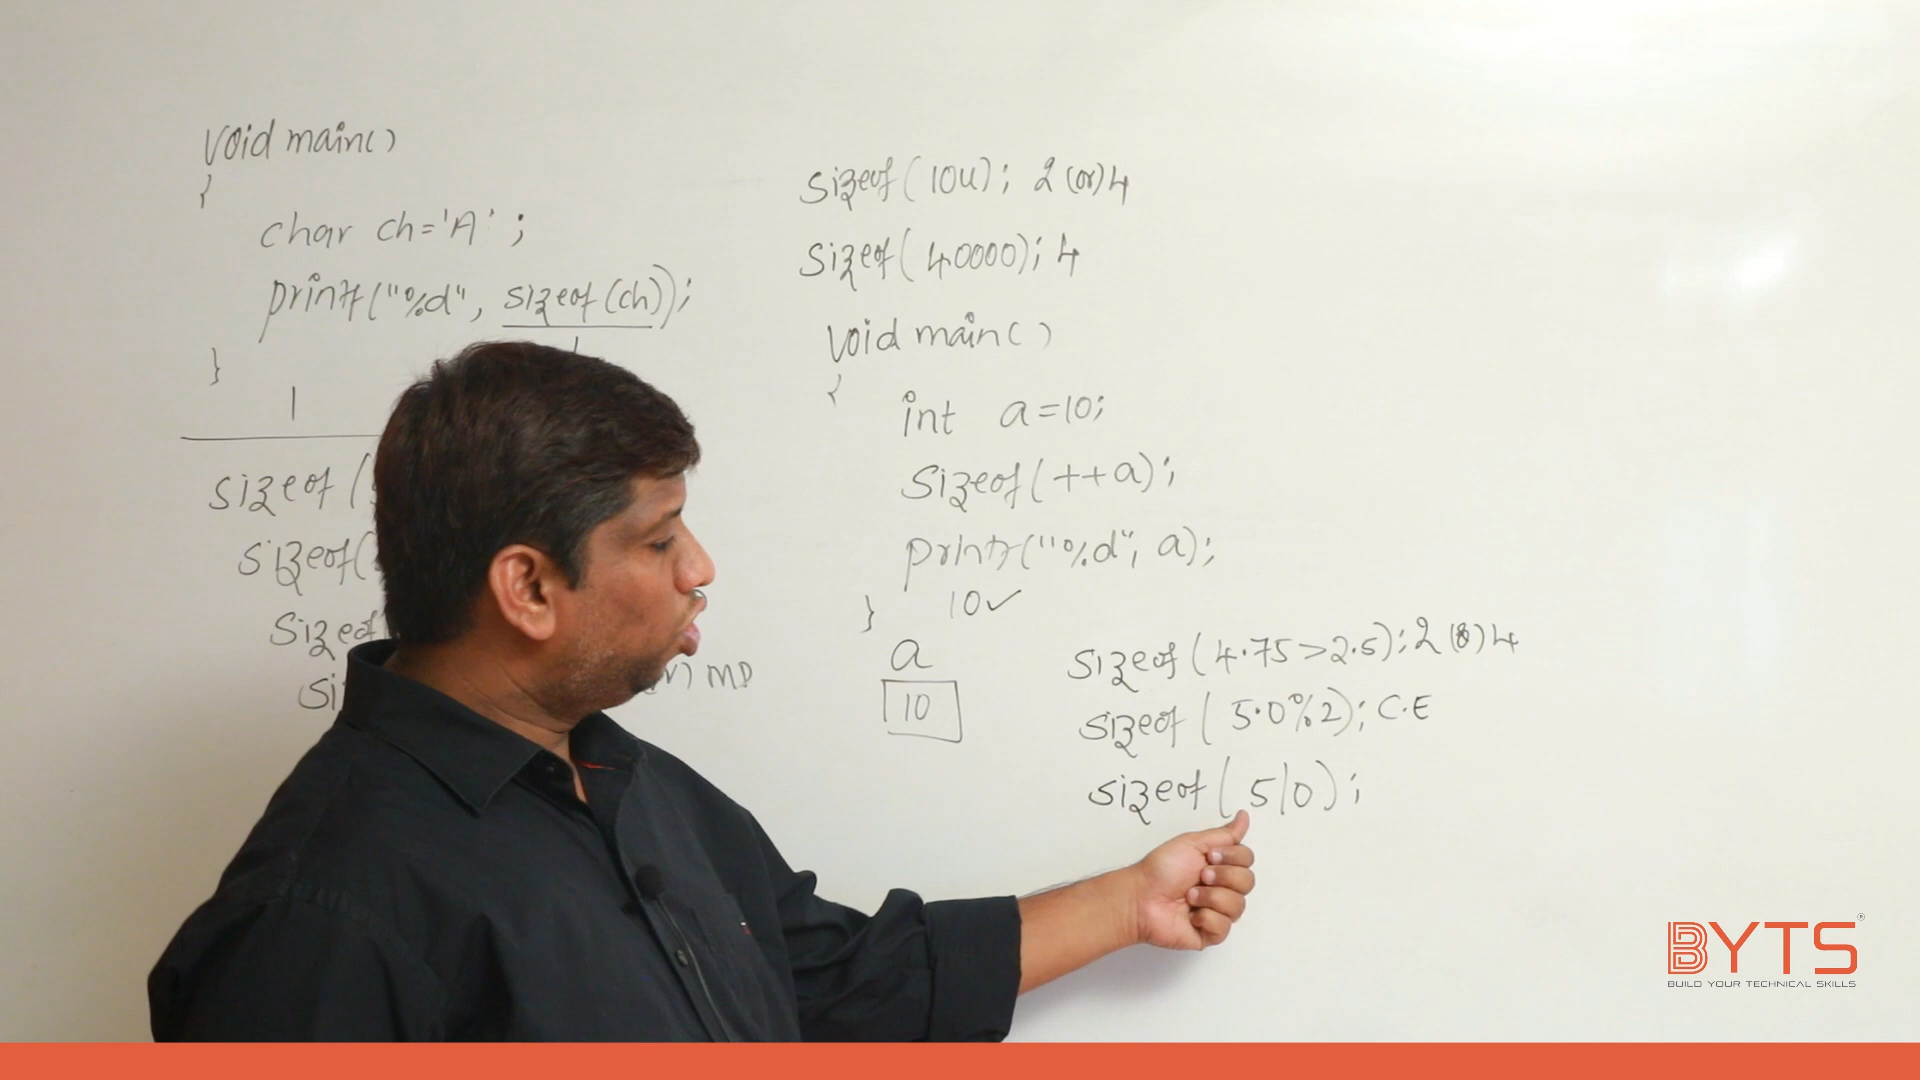 void main()
{
char ch='A';
printf("%d", sizeof(ch));
}
1
sizeof(
sizeof(
sizeof
si
MD
sizeof(10u); 2 (or) 4
sizeof(40000); 4
void main()
{
int a=10;
sizeof(++a);
printf("%d", a);
} 10✓
a
10
sizeof(4.75>2.5); 2 (or) 4
sizeof(5.0%2); C.E
sizeof(5/0);
BYTS
BUILD YOUR TECHNICAL SKILLS